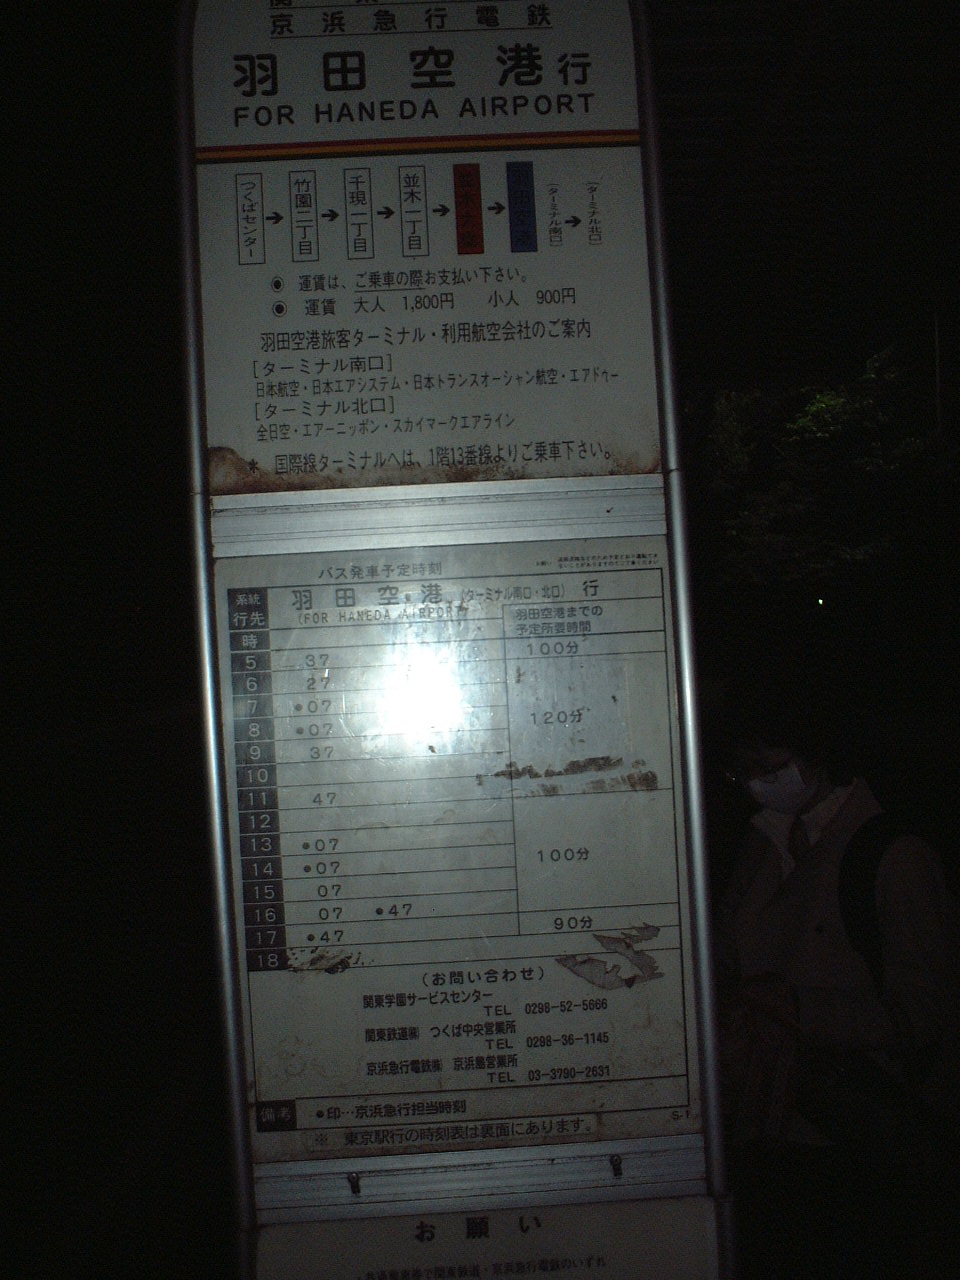 京浜急行電鉄
羽田空港行
FOR HANEDA AIRPORT
つくばセンター → 竹園二丁目 → 千現一丁目 → 並木一丁目 → → (ターミナル南口) → (ターミナル北口)
◉ 運賃は、ご乗車の際お支払い下さい。
◉ 運賃 大人 1,800円 小人 900円
羽田空港旅客ターミナル・利用航空会社のご案内
[ターミナル南口]
日本航空・日本エアシステム・日本トランスオーシャン航空・エアドゥー
[ターミナル北口]
全日空・エアーニッポン・スカイマークエアライン
* 国際線ターミナルへは、1階13番線よりご乗車下さい。
バス発車予定時刻
系統 行先 羽田空港(ターミナル南口・北口) 行
(FOR HANEDA AIRPORT)
羽田空港までの
予定所要時間
時
5 37 100分
6 27
7 ●07
8 ●07 120分
9 37
10
11 47
12
13 ●07
14 ●07 100分
15 07
16 07 ●47
17 ●47 90分
18
(お問い合わせ)
関東学園サービスセンター
TEL 0298-52-5666
関東鉄道㈱ つくば中央営業所
TEL 0298-36-1145
京浜急行電鉄㈱ 京浜島営業所
TEL 03-3790-2631
備考 ●印…京浜急行担当時刻
S-1
※ 東京駅行の時刻表は裏面にあります。
お願い